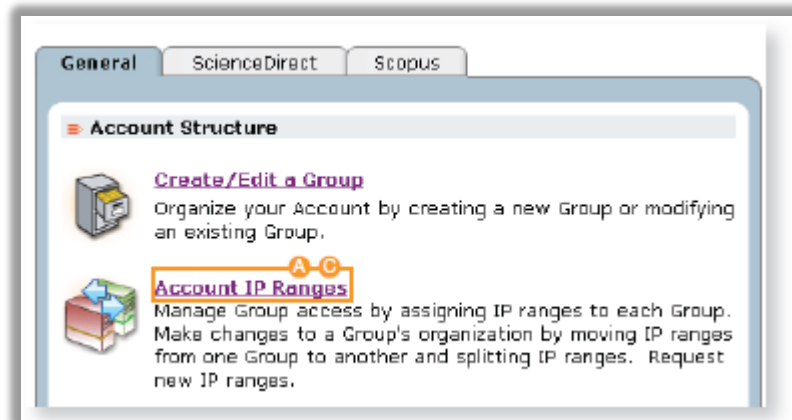 General ScienceDirect Scopus
Account Structure
Create/Edit a Group
Organize your Account by creating a new Group or modifying
an existing Group.
A C
Account IP Ranges
Manage Group access by assigning IP ranges to each Group.
Make changes to a Group's organization by moving IP ranges
from one Group to another and splitting IP ranges. Request
new IP ranges.